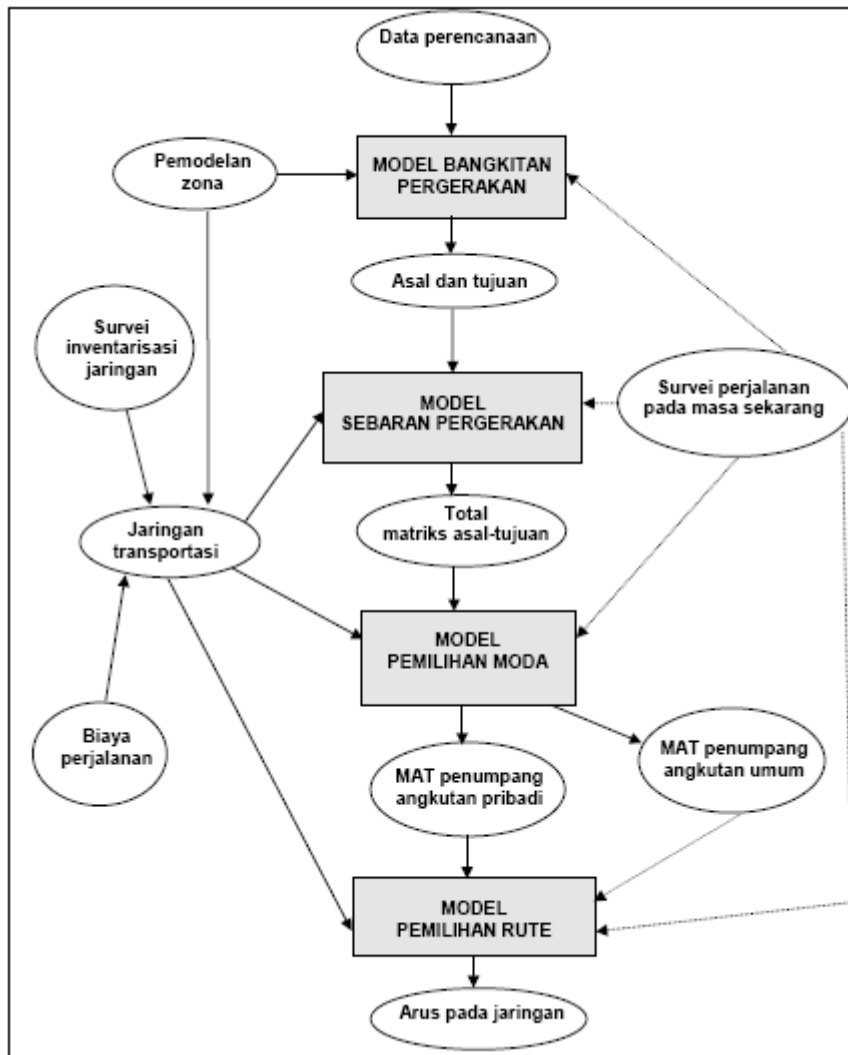 Data perencanaan
Pemodelan
zona
MODEL BANGKITAN
PERGERAKAN
Asal dan tujuan
Survei
inventarisasi
jaringan
MODEL
SEBARAN PERGERAKAN
Survei perjalanan
pada masa sekarang
Jaringan
transportasi
Total
matriks asal-tujuan
MODEL
PEMILIHAN MODA
Biaya
perjalanan
MAT penumpang
angkutan pribadi
MAT penumpang
angkutan umum
MODEL
PEMILIHAN RUTE
Arus pada jaringan